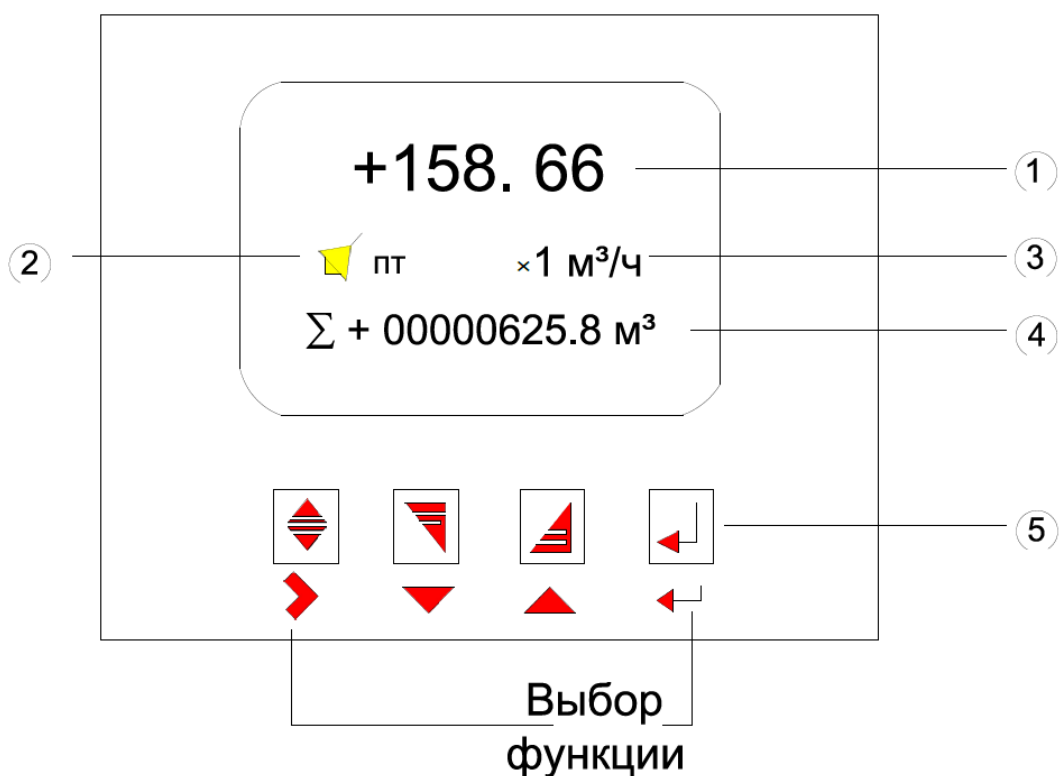 +158. 66
1
2
пт
×1 м³/ч
3
∑ + 00000625.8 м³
4
5
Выбор
функции